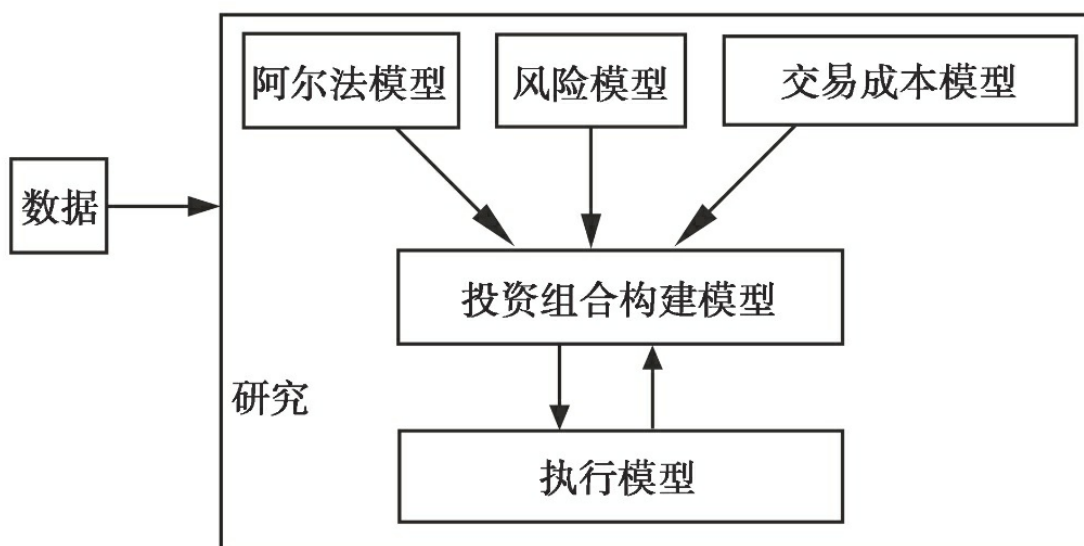 阿尔法模型
风险模型
交易成本模型
数据
投资组合构建模型
研究
执行模型